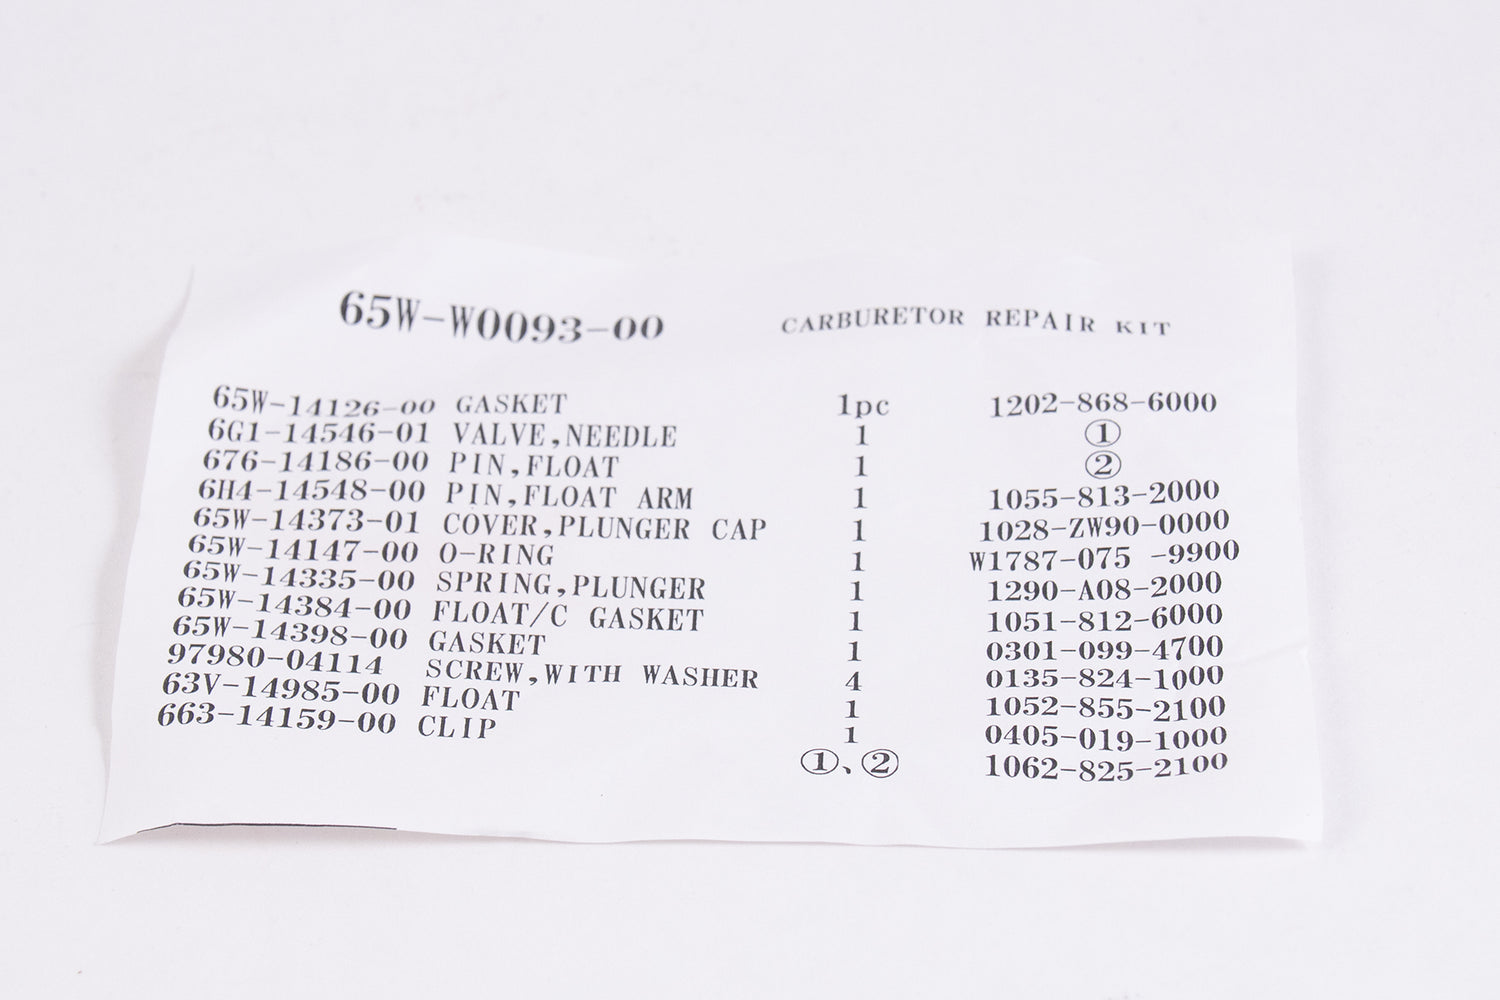 65W-W0093-00 CARBURETOR REPAIR KIT
65W-14126-00 GASKET 1pc 1202-868-6000
6G1-14546-01 VALVE,NEEDLE 1 ①
676-14186-00 PIN,FLOAT 1 ②
6H4-14548-00 PIN,FLOAT ARM 1 1055-813-2000
65W-14373-01 COVER,PLUNGER CAP 1 1028-ZW90-0000
65W-14147-00 O-RING 1 W1787-075 -9900
65W-14335-00 SPRING,PLUNGER 1 1290-A08-2000
65W-14384-00 FLOAT/C GASKET 1 1051-812-6000
65W-14398-00 GASKET 1 0301-099-4700
97980-04114 SCREW,WITH WASHER 4 0135-824-1000
63V-14985-00 FLOAT 1 1052-855-2100
663-14159-00 CLIP 1 0405-019-1000
①、② 1062-825-2100